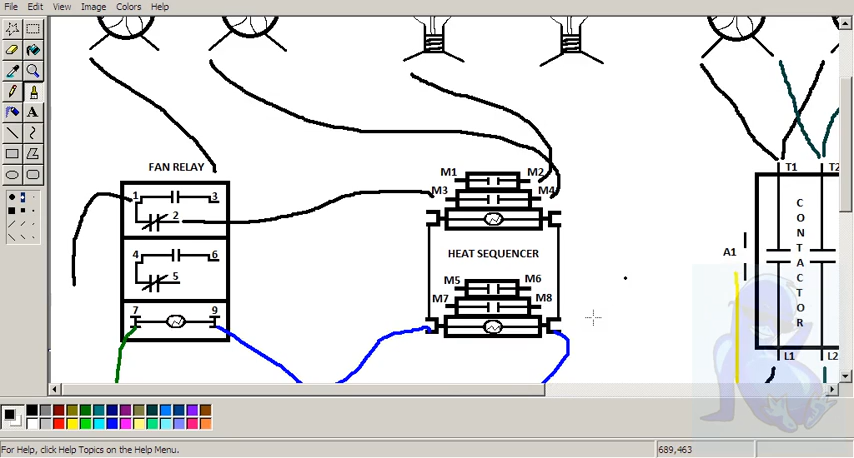 File Edit View Image Colors Help
FAN RELAY
1 3
2
4 6
5
7 9
M1 M2
M3 M4
HEAT SEQUENCER
M5 M6
M7 M8
T1 T2
A1
CONTACTOR
L1 L2
A
For Help, click Help Topics on the Help Menu.
689,463